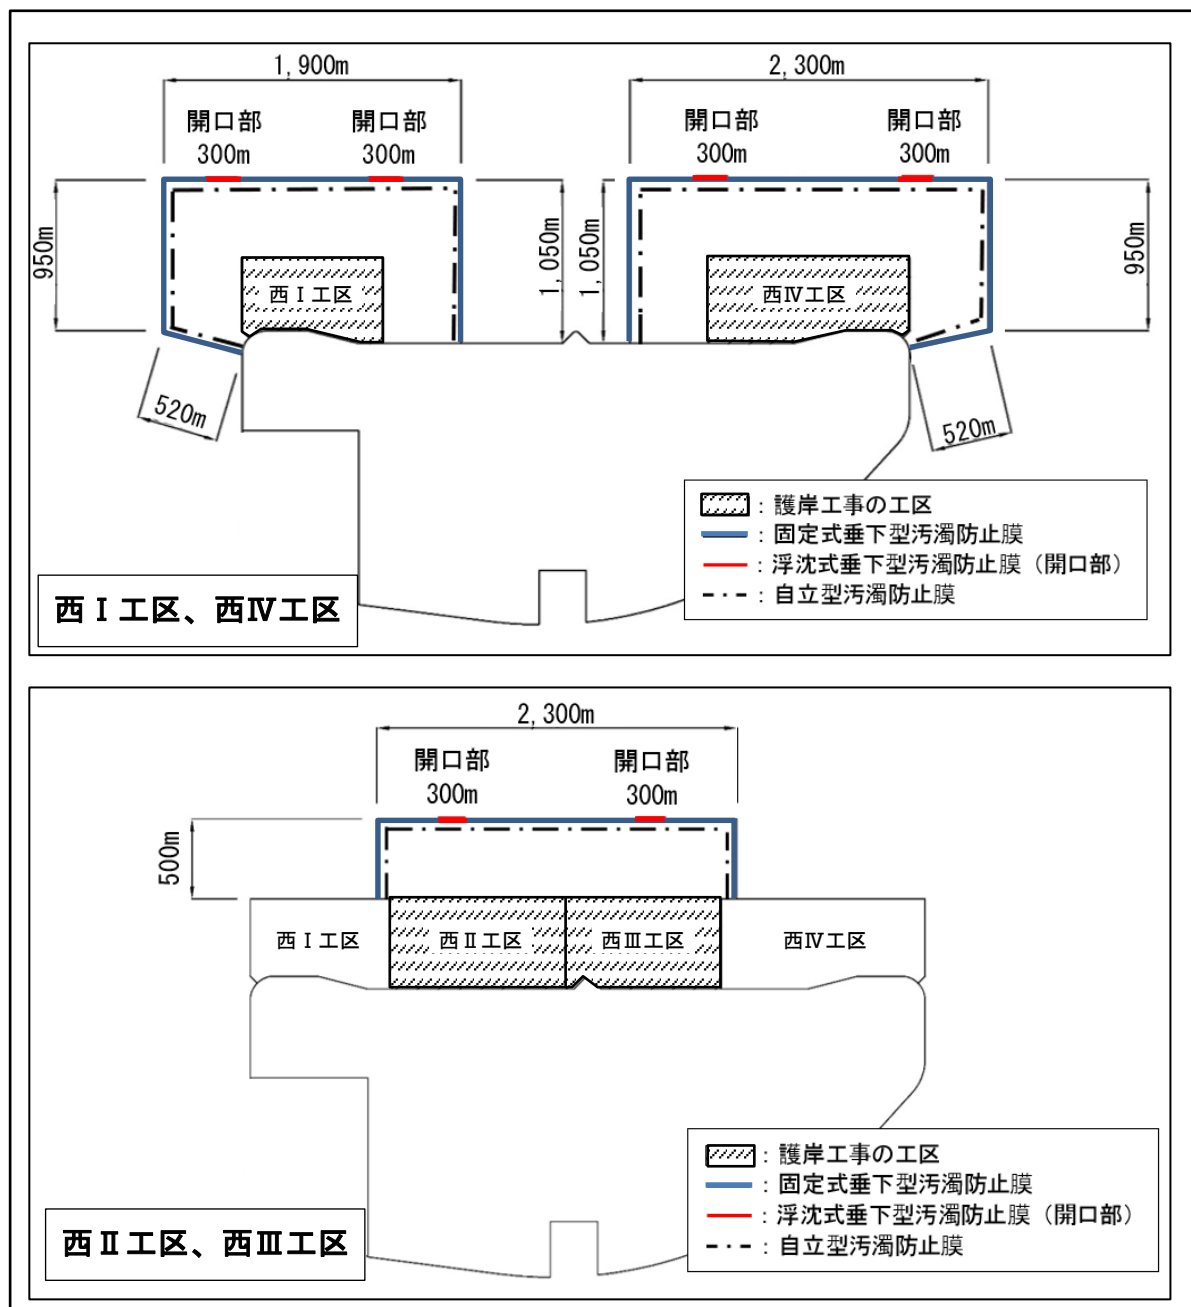 1,900m
2,300m
開口部
開口部
開口部
開口部
300m
300m
300m
300m
950m
1,050m
1,050m
950m
西Ⅰ工区
西Ⅳ工区
520m
520m
：護岸工事の工区
：固定式垂下型汚濁防止膜
：浮沈式垂下型汚濁防止膜（開口部）
：自立型汚濁防止膜
西Ⅰ工区、西Ⅳ工区
2,300m
開口部
開口部
300m
300m
500m
西Ⅰ工区
西Ⅱ工区
西Ⅲ工区
西Ⅳ工区
：護岸工事の工区
：固定式垂下型汚濁防止膜
：浮沈式垂下型汚濁防止膜（開口部）
：自立型汚濁防止膜
西Ⅱ工区、西Ⅲ工区